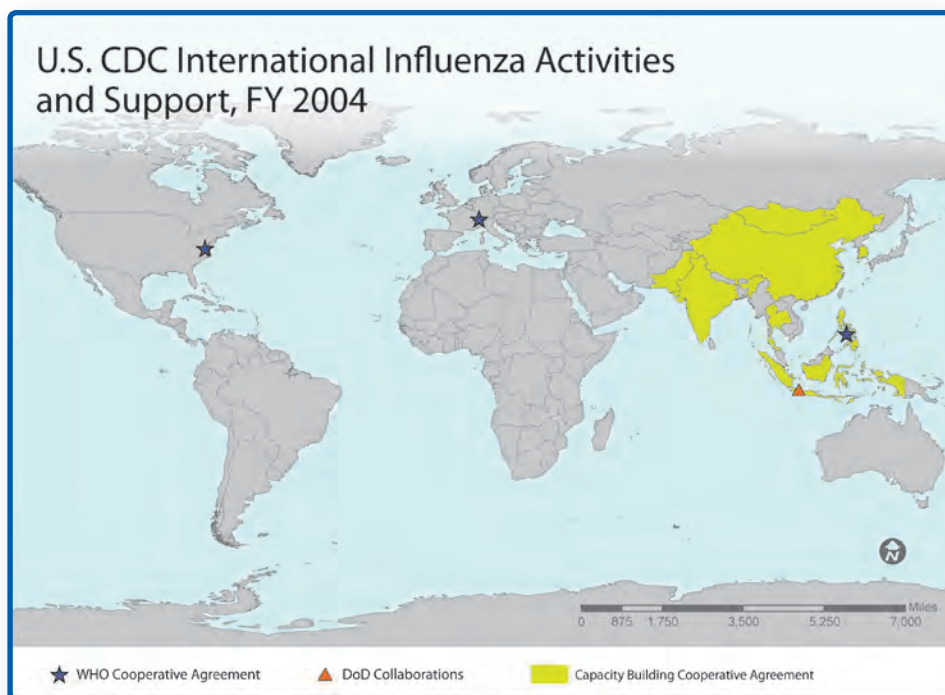 U.S. CDC International Influenza Activities
and Support, FY 2004
N
Miles
0 875 1,750 3,500 5,250 7,000
WHO Cooperative Agreement DoD Collaborations Capacity Building Cooperative Agreement